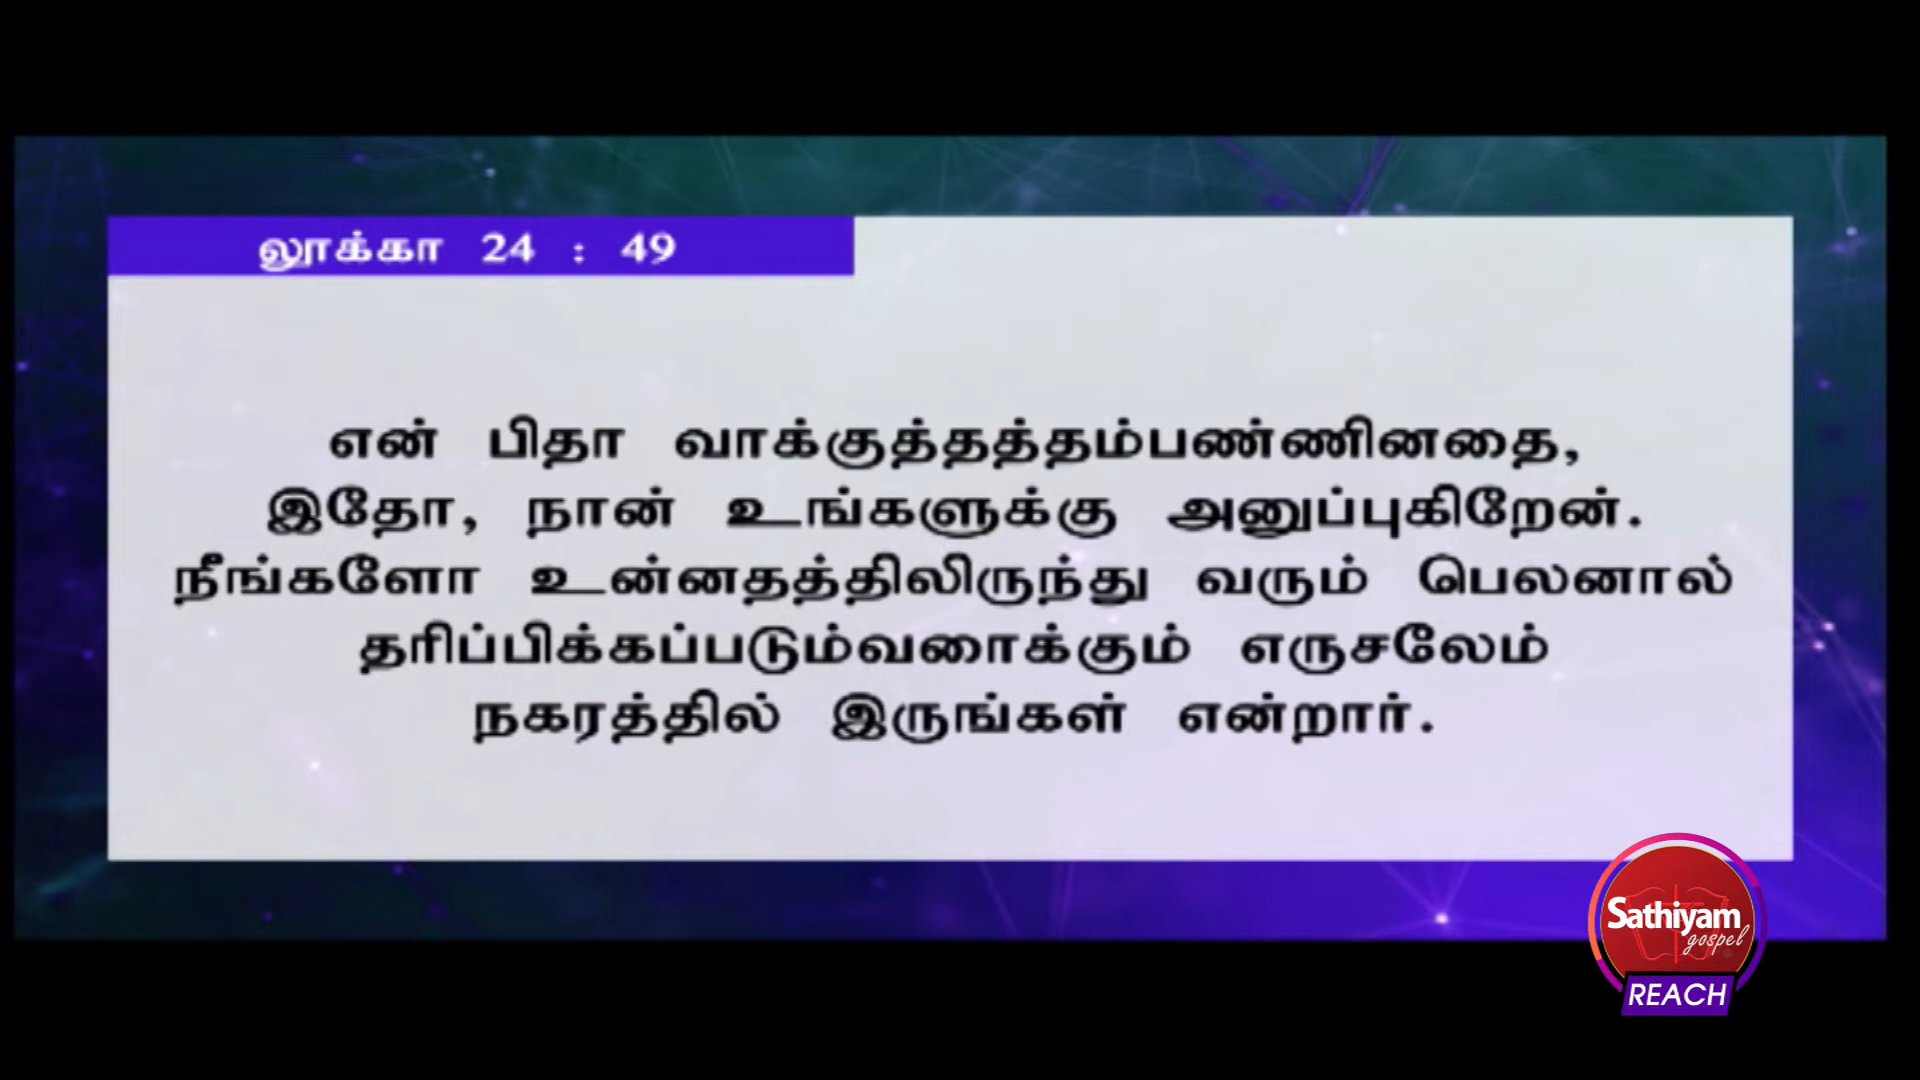 லூக்கா 24 : 49
என் பிதா வாக்குத்தத்தம்பண்ணினதை,
இதோ, நான் உங்களுக்கு அனுப்புகிறேன்.
நீங்களோ உன்னதத்திலிருந்து வரும் பெலனால்
தரிப்பிக்கப்படும்வரைக்கும் எருசலேம்
நகரத்தில் இருங்கள் என்றார்.
Sathiyam
gospel
REACH